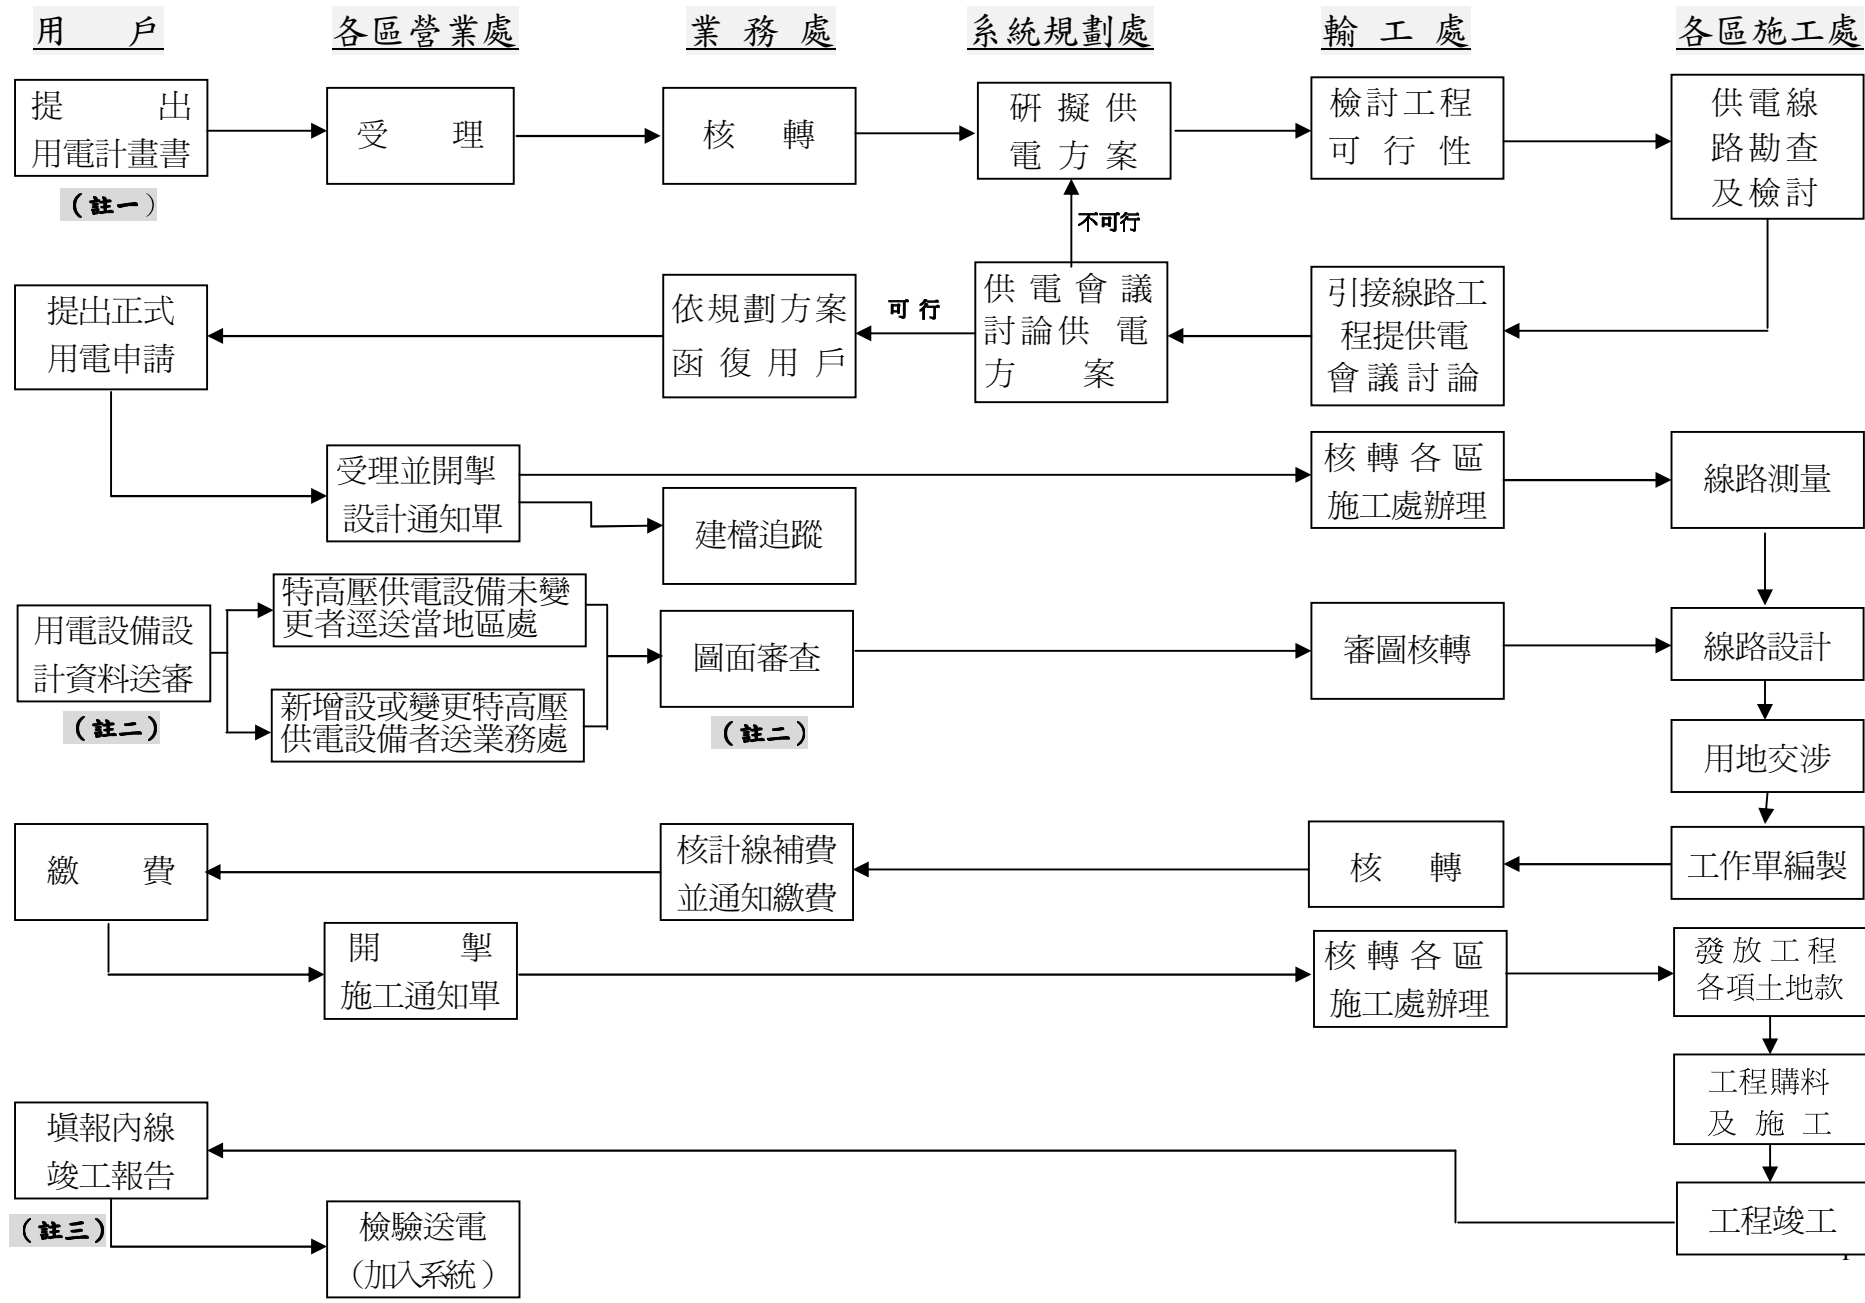 用戶
各區營業處
業務處
系統規劃處
輸工處
各區施工處
提出
用電計畫書
(註一)
受理
核轉
研擬供
電方案
檢討工程
可行性
供電線
路勘查
及檢討
不可行
提出正式
用電申請
依規劃方案
函復用戶
可行
供電會議
討論供電
方案
引接線路工
程提供電
會議討論
受理並開掣
設計通知單
建檔追蹤
核轉各區
施工處辦理
線路測量
用電設備設
計資料送審
(註二)
特高壓供電設備未變
更者逕送當地區處
新增設或變更特高壓
供電設備者送業務處
圖面審查
(註二)
審圖核轉
線路設計
用地交涉
繳費
核計線補費
並通知繳費
核轉
工作單編製
開掣
施工通知單
核轉各區
施工處辦理
發放工程
各項土地款
工程購料
及施工
填報內線
竣工報告
(註三)
檢驗送電
(加入系統)
工程竣工